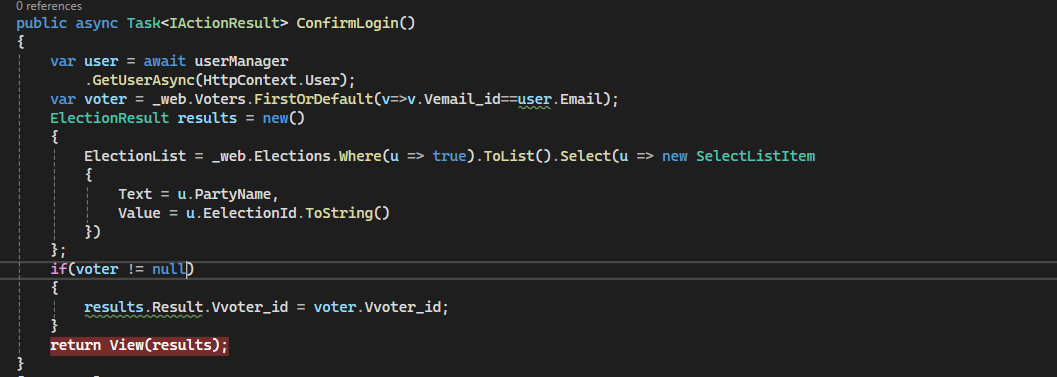 0 references
public async Task<IActionResult> ConfirmLogin()
{
var user = await userManager
.GetUserAsync(HttpContext.User);
var voter = _web.Voters.FirstOrDefault(v=>v.Vemail_id==user.Email);
ElectionResult results = new()
{
ElectionList = _web.Elections.Where(u => true).ToList().Select(u => new SelectListItem
{
Text = u.PartyName,
Value = u.EelectionId.ToString()
})
};
if(voter != null)
{
results.Result.Vvoter_id = voter.Vvoter_id;
}
return View(results);
}